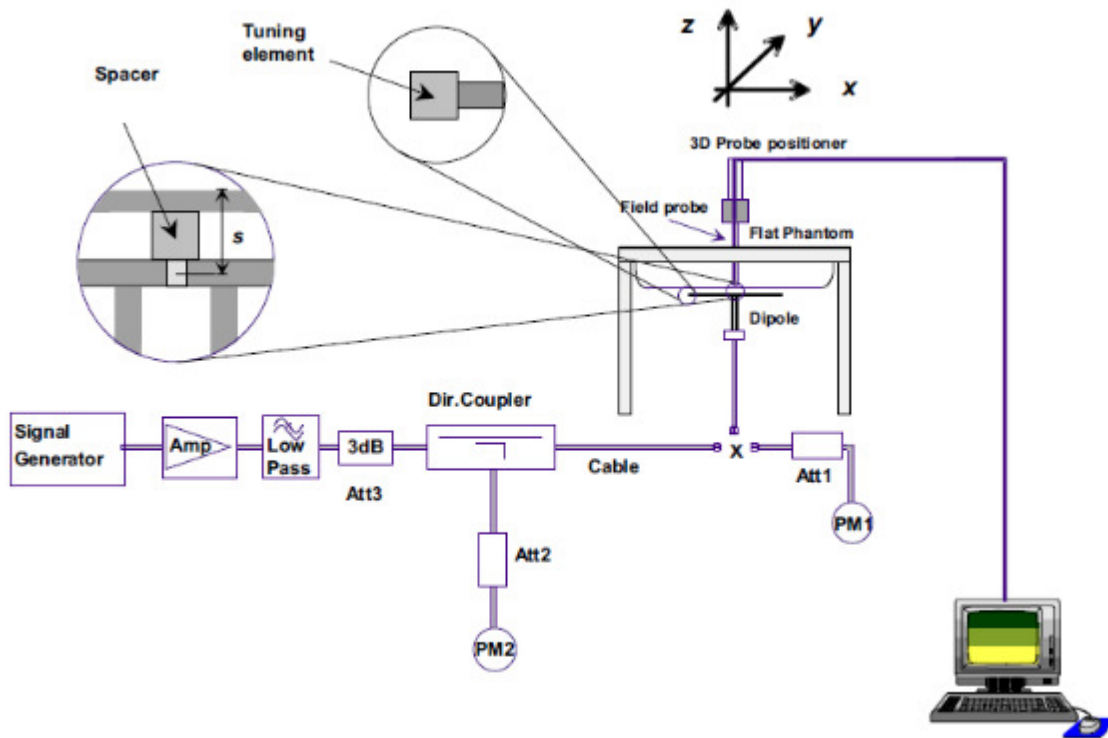 Tuning
element
Spacer
s
z
y
x
3D Probe positioner
Field probe
Flat Phantom
Dipole
Dir.Coupler
Signal
Generator
Amp
Low
Pass
3dB
Att3
Cable
X
Att1
PM1
Att2
PM2